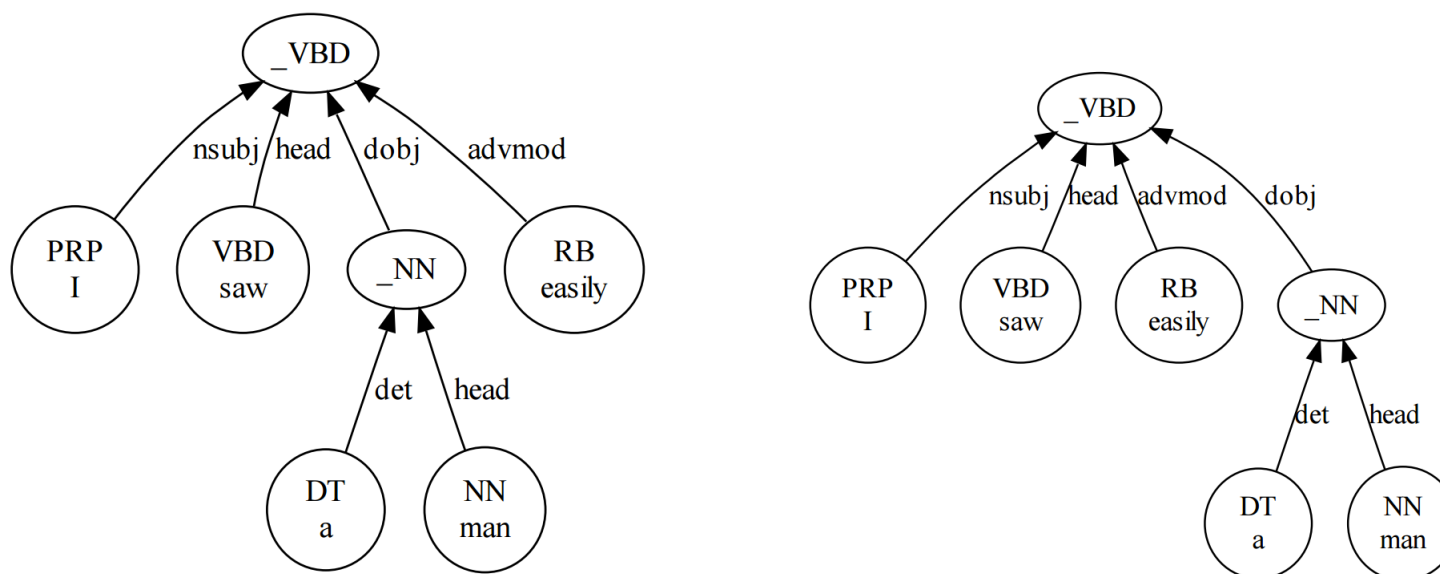 _VBD
nsubj head dobj advmod
PRP
I
VBD
saw
_NN
RB
easily
det head
DT
a
NN
man
_VBD
nsubj head advmod dobj
PRP
I
VBD
saw
RB
easily
_NN
det head
DT
a
NN
man